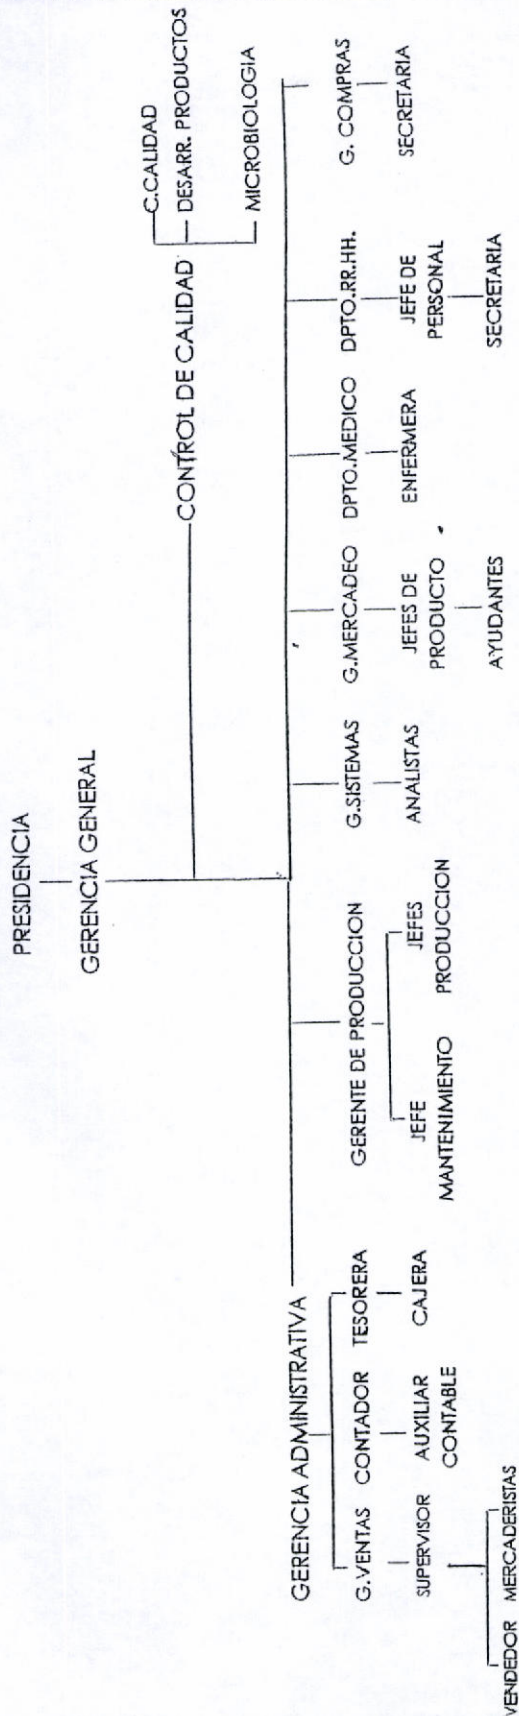 PRESIDENCIA
GERENCIA GENERAL
CONTROL DE CALIDAD
C.CALIDAD
DESARR. PRODUCTOS
MICROBIOLOGIA
GERENCIA ADMINISTRATIVA
G.VENTAS CONTADOR TESORERA
SUPERVISOR
AUXILIAR
CONTABLE
CAJERA
VENDEDOR MERCADERISTAS
GERENTE DE PRODUCCION
JEFE
MANTENIMIENTO
JEFES
PRODUCCION
G.SISTEMAS
ANALISTAS
G.MERCADEO
JEFES DE
PRODUCTO
AYUDANTES
DPTO.MEDICO
ENFERMERA
DPTO.RR.HH.
JEFE DE
PERSONAL
SECRETARIA
G. COMPRAS
SECRETARIA